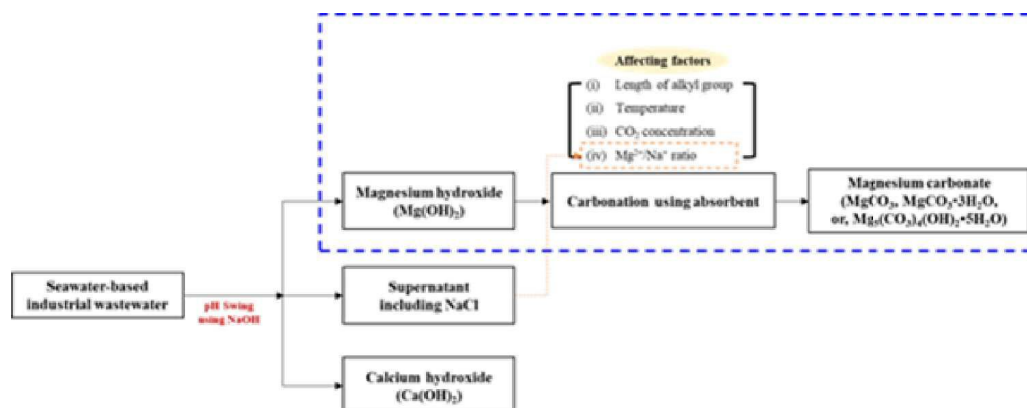 Affecting factors
(i) Length of alkyl group
(ii) Temperature
(iii) CO₂ concentration
(iv) Mg²⁺/Na⁺ ratio
Magnesium hydroxide
(Mg(OH)₂)
Carbonation using absorbent
Magnesium carbonate
(MgCO₃, MgCO₃•3H₂O,
or, Mg₅(CO₃)₄(OH)₂•5H₂O)
Seawater-based
industrial wastewater
pH Swing
using NaOH
Supernatant
including NaCl
Calcium hydroxide
(Ca(OH)₂)